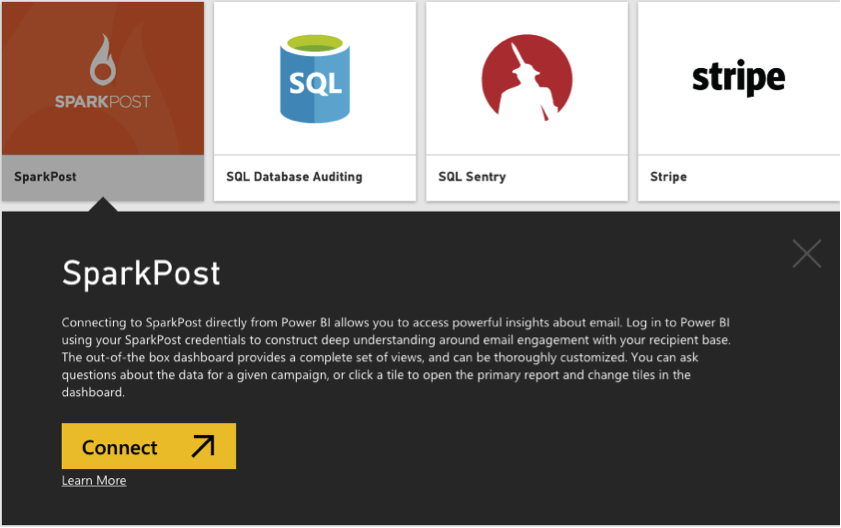 SPARKPOST
SQL
stripe
SparkPost
SQL Database Auditing
SQL Sentry
Stripe
SparkPost
Connecting to SparkPost directly from Power BI allows you to access powerful insights about email. Log in to Power BI
using your SparkPost credentials to construct deep understanding around email engagement with your recipient base.
The out-of-the box dashboard provides a complete set of views, and can be thoroughly customized. You can ask
questions about the data for a given campaign, or click a tile to open the primary report and change tiles in the
dashboard.
Connect
Learn More